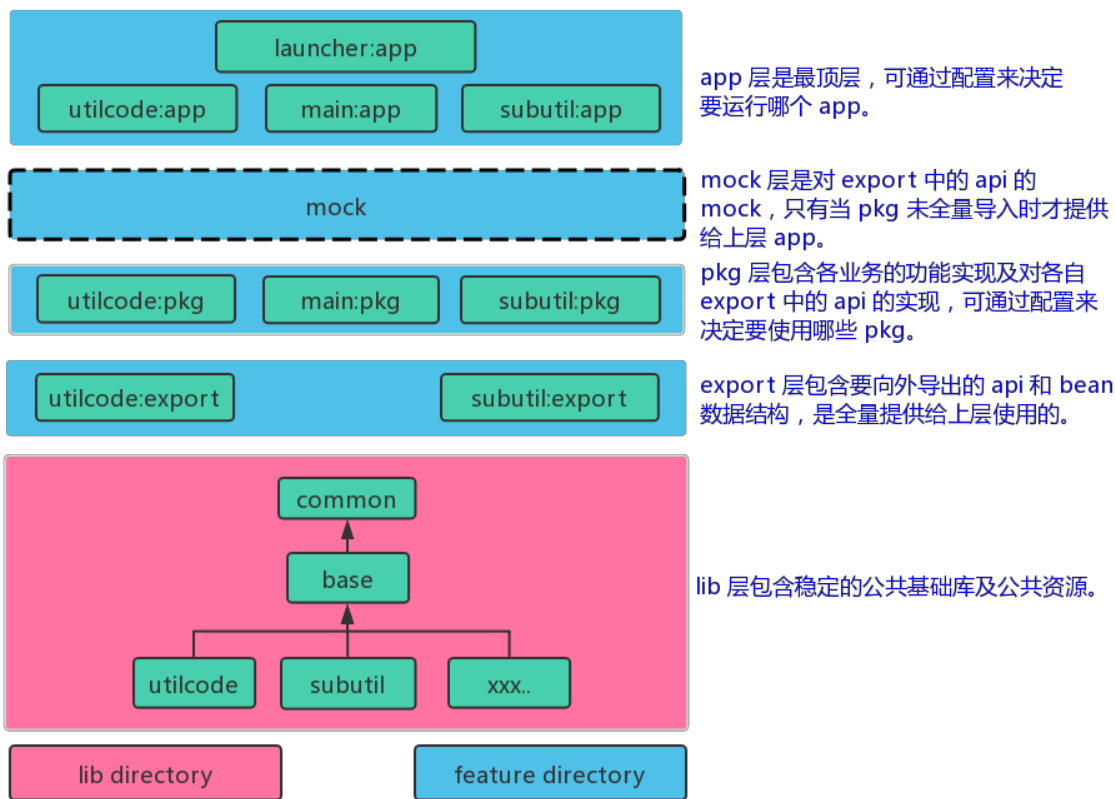 launcher:app
utilcode:app
main:app
subutil:app
app 层是最顶层，可通过配置来决定
要运行哪个 app。
mock
mock 层是对 export 中的 api 的
mock，只有当 pkg 未全量导入时才提供
给上层 app。
utilcode:pkg
main:pkg
subutil:pkg
pkg 层包含各业务的功能实现及对各自
export 中的 api 的实现，可通过配置来
决定要使用哪些 pkg。
utilcode:export
subutil:export
export 层包含要向外导出的 api 和 bean
数据结构，是全量提供给上层使用的。
common
base
utilcode
subutil
xxx..
lib 层包含稳定的公共基础库及公共资源。
lib directory
feature directory